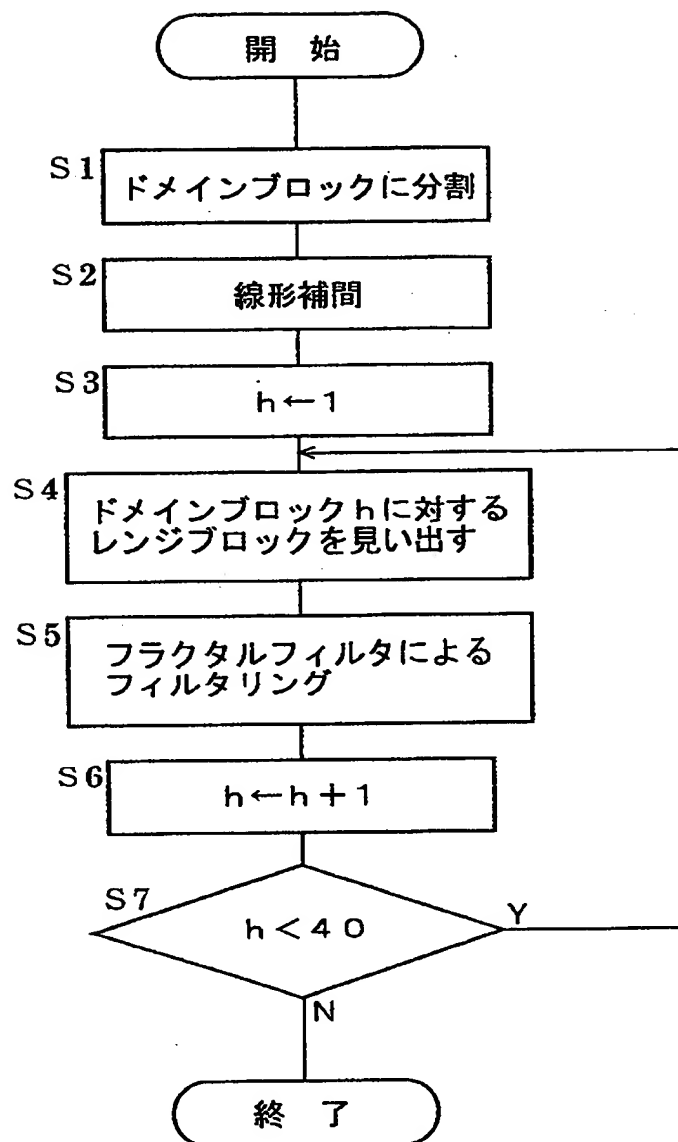 開 始
S1
ドメインブロックに分割
S2
線形補間
S3
h←1
S4
ドメインブロックhに対する
レンジブロックを見い出す
S5
フラクタルフィルタによる
フィルタリング
S6
h←h+1
S7
h<40
Y
N
終 了